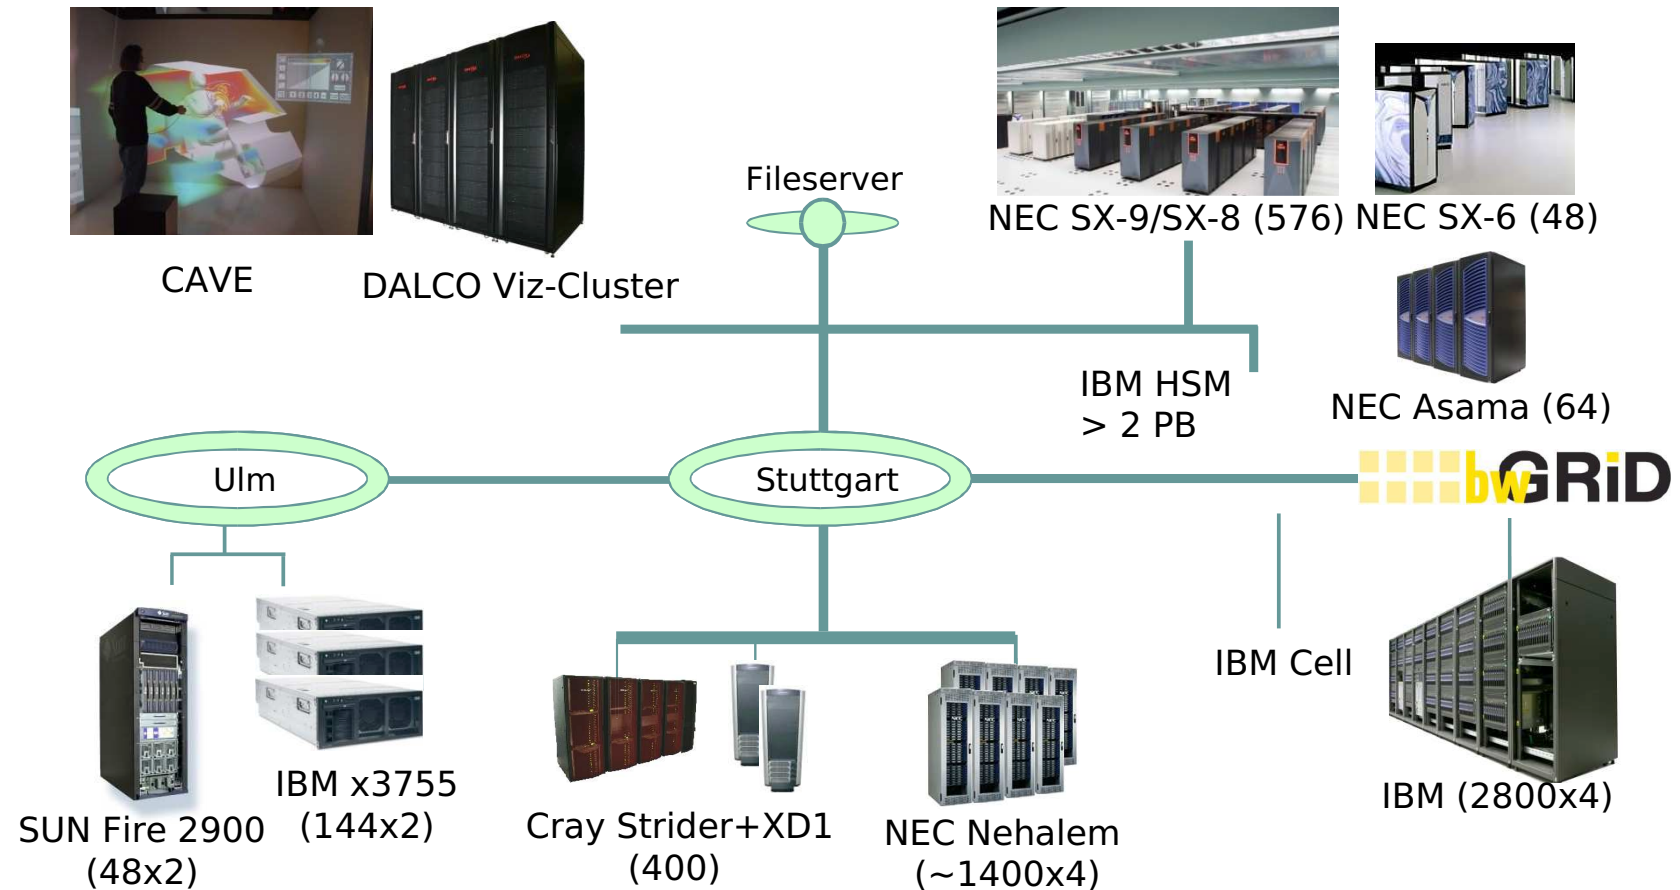 Fileserver
NEC SX-9/SX-8 (576)
NEC SX-6 (48)
CAVE
DALCO Viz-Cluster
IBM HSM
> 2 PB
NEC Asama (64)
Ulm
Stuttgart
bwGRiD
IBM Cell
IBM x3755
(144x2)
IBM (2800x4)
SUN Fire 2900
(48x2)
Cray Strider+XD1
(400)
NEC Nehalem
(~1400x4)